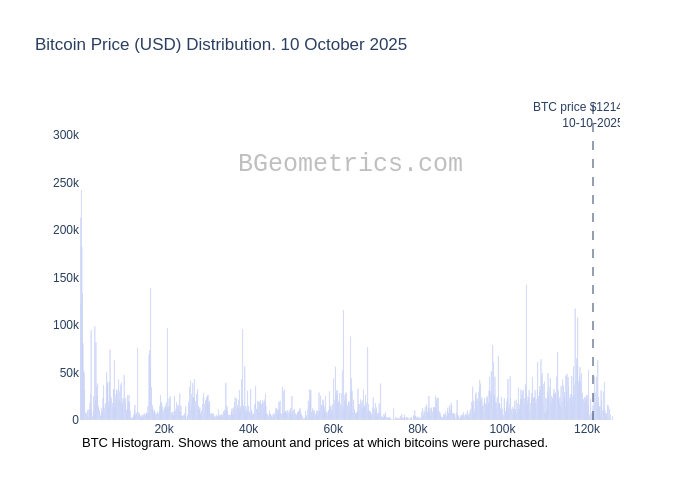 Bitcoin Price (USD) Distribution. 10 October 2025
BTC price $1214
10-10-2025
300k
BGeometrics.com
250k
200k
150k
100k
50k
0
20k 40k 60k 80k 100k 120k
BTC Histogram. Shows the amount and prices at which bitcoins were purchased.